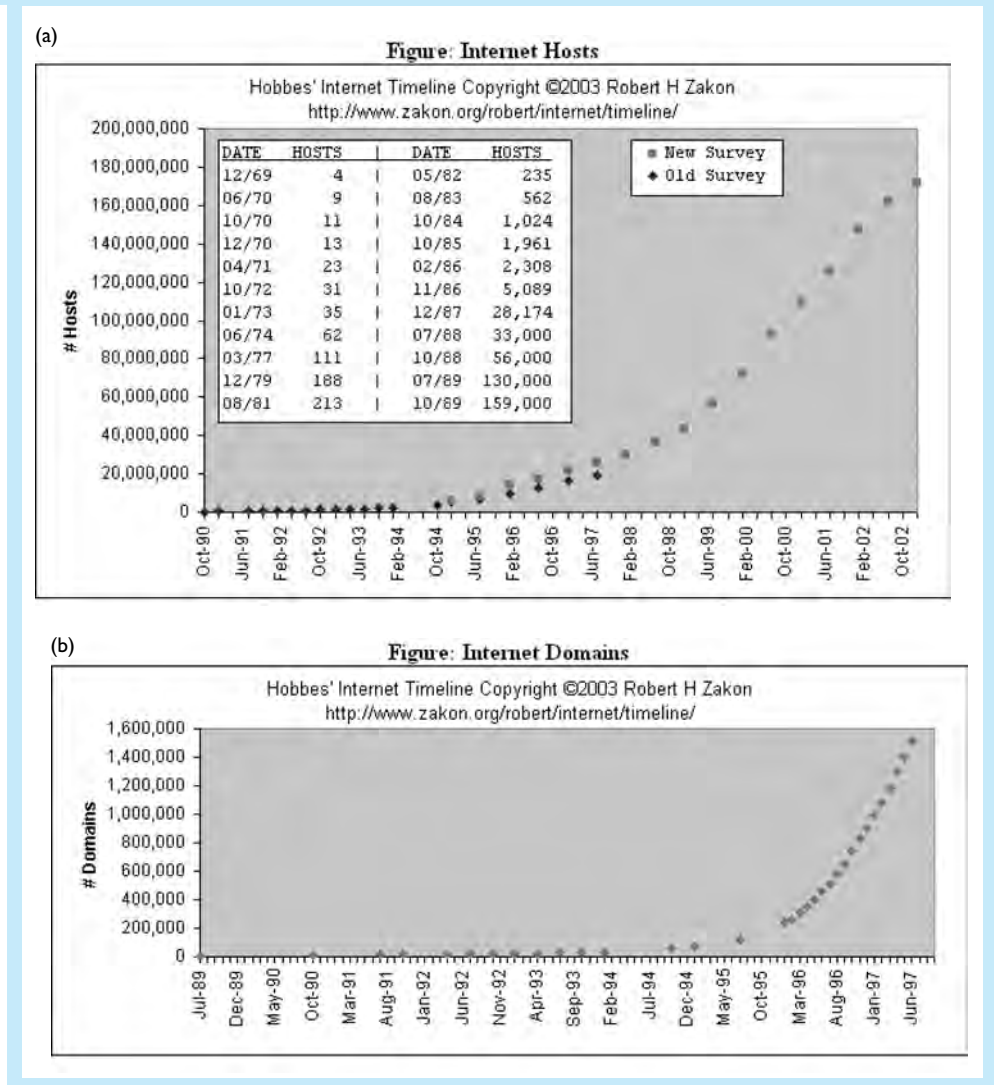 (a)
Figure: Internet Hosts
Hobbes' Internet Timeline Copyright ©2003 Robert H Zakon
http://www.zakon.org/robert/internet/timeline/
200,000,000
180,000,000
160,000,000
140,000,000
120,000,000
100,000,000
80,000,000
60,000,000
40,000,000
20,000,000
0
# Hosts
DATE HOSTS | DATE HOSTS
12/69 4 | 05/82 235
06/70 9 | 08/83 562
10/70 11 | 10/84 1,024
12/70 13 | 10/85 1,961
04/71 23 | 02/86 2,308
10/72 31 | 11/86 5,089
01/73 35 | 12/87 28,174
06/74 62 | 07/88 33,000
03/77 111 | 10/88 56,000
12/79 188 | 07/89 130,000
08/81 213 | 10/89 159,000
New Survey
Old Survey
Oct-90
Jun-91
Feb-92
Oct-92
Jun-93
Feb-94
Oct-94
Jun-95
Feb-96
Oct-96
Jun-97
Feb-98
Oct-98
Jun-99
Feb-00
Oct-00
Jun-01
Feb-02
Oct-02
(b)
Figure: Internet Domains
Hobbes' Internet Timeline Copyright ©2003 Robert H Zakon
http://www.zakon.org/robert/internet/timeline/
1,600,000
1,400,000
1,200,000
1,000,000
800,000
600,000
400,000
200,000
0
# Domains
Jul-89
Dec-89
May-90
Oct-90
Mar-91
Aug-91
Jan-92
Jun-92
Nov-92
Apr-93
Sep-93
Feb-94
Jul-94
Dec-94
May-95
Oct-95
Mar-96
Aug-96
Jan-97
Jun-97